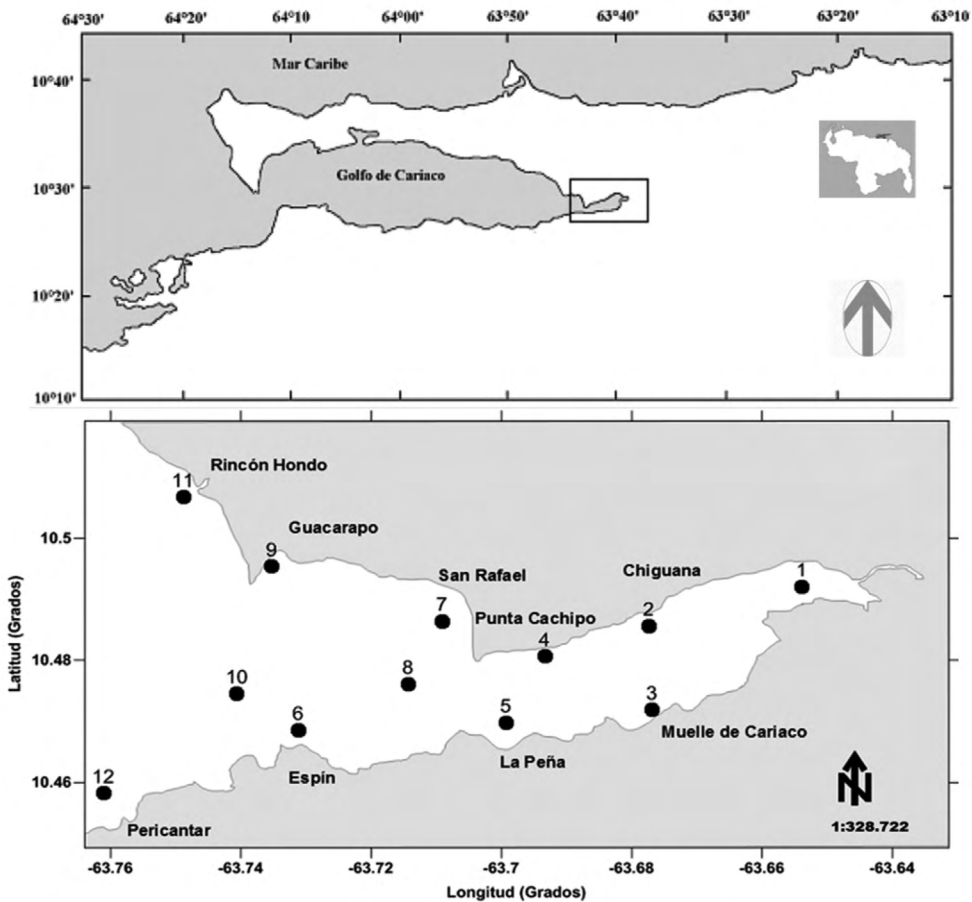 64°30' 64°20' 64°10' 64°00' 63°50' 63°40' 63°20' 63°10'
Mar Caribe
10°40'
Golfo de Cariaco
10°30'
10°20'
10°10'
Rincón Hondo
11
Guacarapo
10.5
9
San Rafael
Chiguana
1
7
Punta Cachipo
2
4
10.48
8
10
3
5
6
Muelle de Cariaco
La Peña
Espín
10.46
12
Pericantar
N
1:328.722
Latitud (Grados)
-63.76 -63.74 -63.72 -63.7 -63.68 -63.66 -63.64
Longitud (Grados)